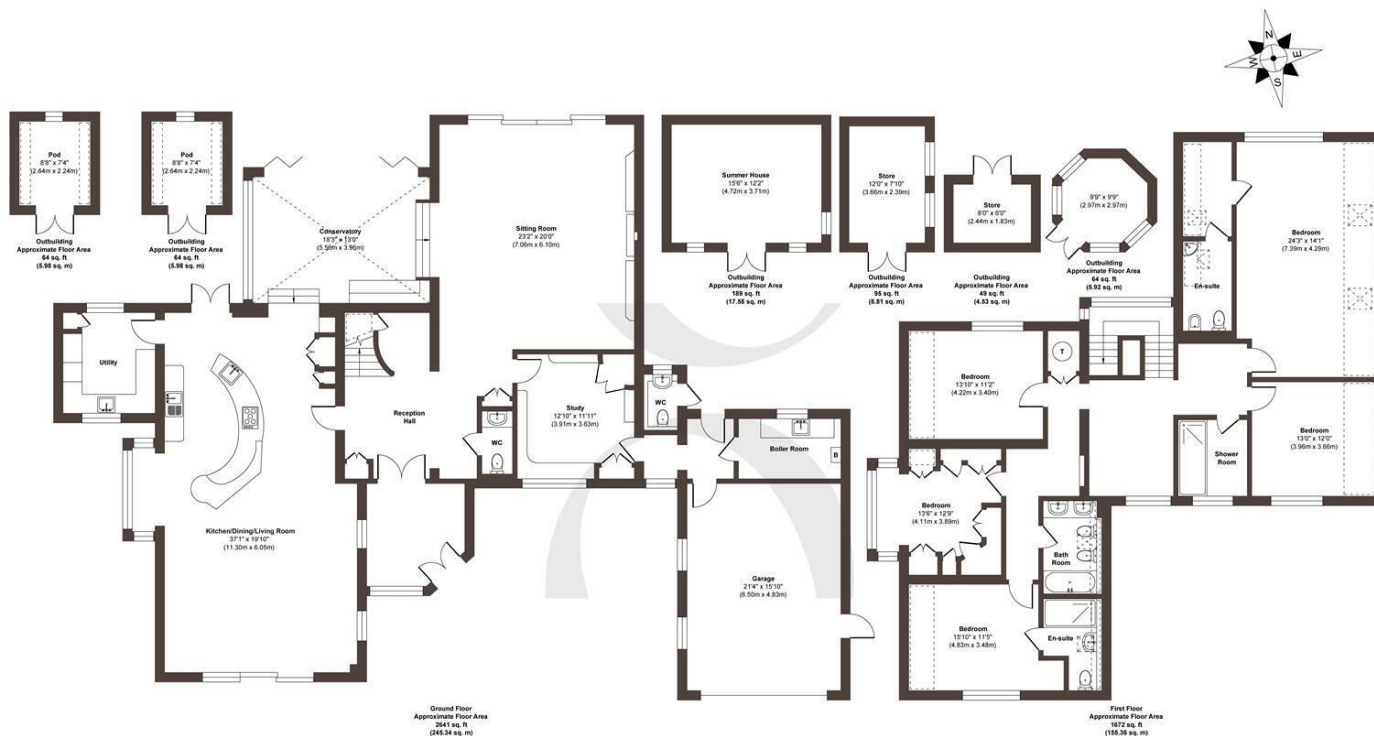 N
W
E
S
Pod
8'8" x 7'4"
(2.64m x 2.24m)
Outbuilding
Approximate Floor Area
64 sq. ft
(5.98 sq. m)
Pod
8'8" x 7'4"
(2.64m x 2.24m)
Outbuilding
Approximate Floor Area
64 sq. ft
(5.98 sq. m)
Conservatory
18'3" x 13'0"
(5.56m x 3.96m)
Sitting Room
23'2" x 20'0"
(7.06m x 6.10m)
Summer House
15'6" x 12'2"
(4.72m x 3.71m)
Outbuilding
Approximate Floor Area
189 sq. ft
(17.58 sq. m)
Store
12'0" x 7'10"
(3.66m x 2.39m)
Outbuilding
Approximate Floor Area
95 sq. ft
(8.81 sq. m)
Store
8'0" x 6'0"
(2.44m x 1.83m)
Outbuilding
Approximate Floor Area
49 sq. ft
(4.53 sq. m)
9'9" x 9'9"
(2.97m x 2.97m)
Outbuilding
Approximate Floor Area
64 sq. ft
(5.92 sq. m)
Utility
Reception
Hall
WC
Study
12'10" x 11'11"
(3.91m x 3.63m)
WC
Boiler Room
B
Kitchen/Dining/Living Room
37'1" x 19'10"
(11.30m x 6.05m)
Garage
21'4" x 15'10"
(6.50m x 4.83m)
Ground Floor
Approximate Floor Area
2641 sq. ft
(245.34 sq. m)
Bedroom
24'3" x 14'1"
(7.39m x 4.29m)
En-suite
Bedroom
13'10" x 11'2"
(4.22m x 3.40m)
T
Bedroom
13'0" x 12'0"
(3.96m x 3.66m)
Shower
Room
Bedroom
13'6" x 12'9"
(4.11m x 3.89m)
Bath
Room
Bedroom
15'10" x 11'5"
(4.83m x 3.48m)
En-suite
First Floor
Approximate Floor Area
1672 sq. ft
(155.36 sq. m)